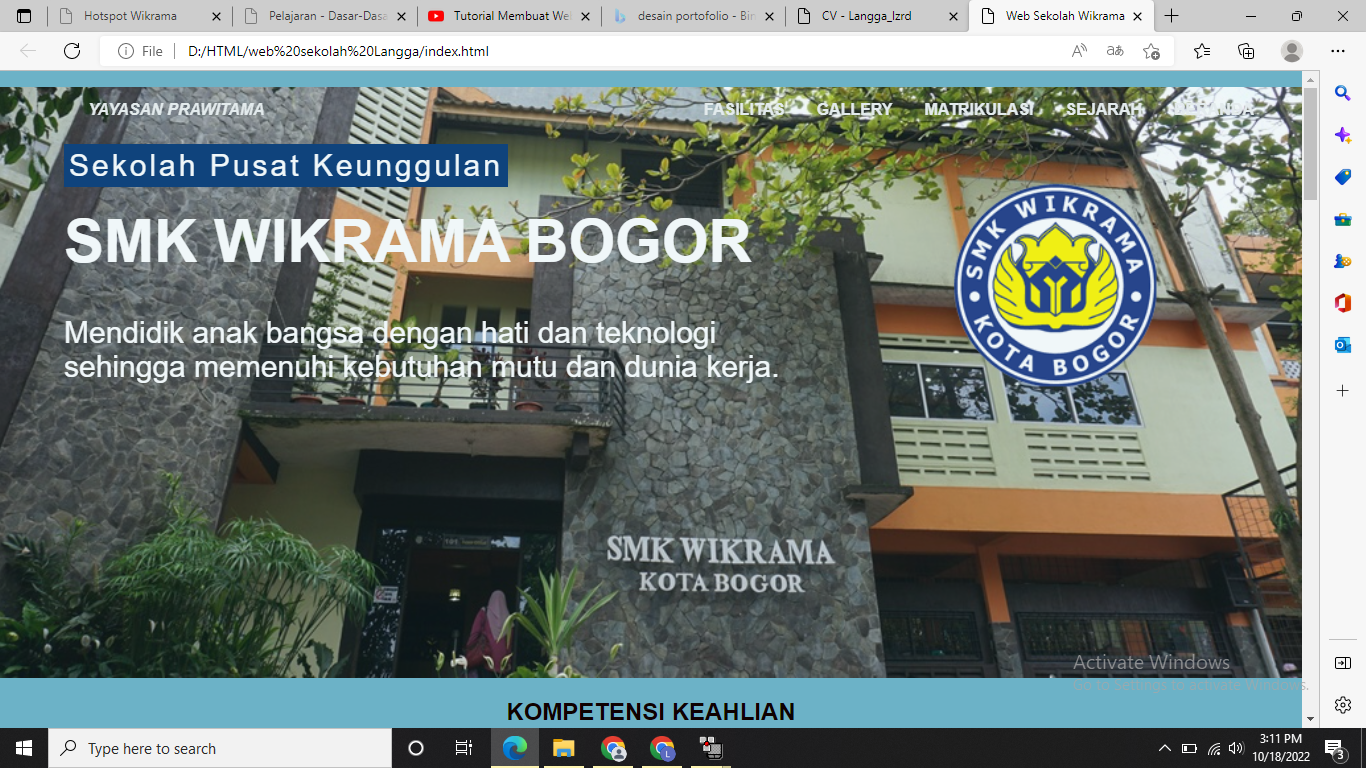 Hotspot Wikrama
Pelajaran - Dasar-Dasa
Tutorial Membuat We
desain portofolio - Bin
CV - Langga_lzrd
Web Sekolah Wikrama
File
D:/HTML/web%20sekolah%20Langga/index.html
YAYASAN PRAWITAMA
FASILITAS GALLERY MATRIKULASI SEJARAH
Sekolah Pusat Keunggulan
SMK WIKRAMA BOGOR
SMK WIKRAMA
KOTA BOGOR
Mendidik anak bangsa dengan hati dan teknologi
sehingga memenuhi kebutuhan mutu dan dunia kerja.
SMK WIKRAMA
KOTA BOGOR
Activate Windows
Go to Settings to activate Windows.
KOMPETENSI KEAHLIAN
Type here to search
3:11 PM
10/18/2022
3